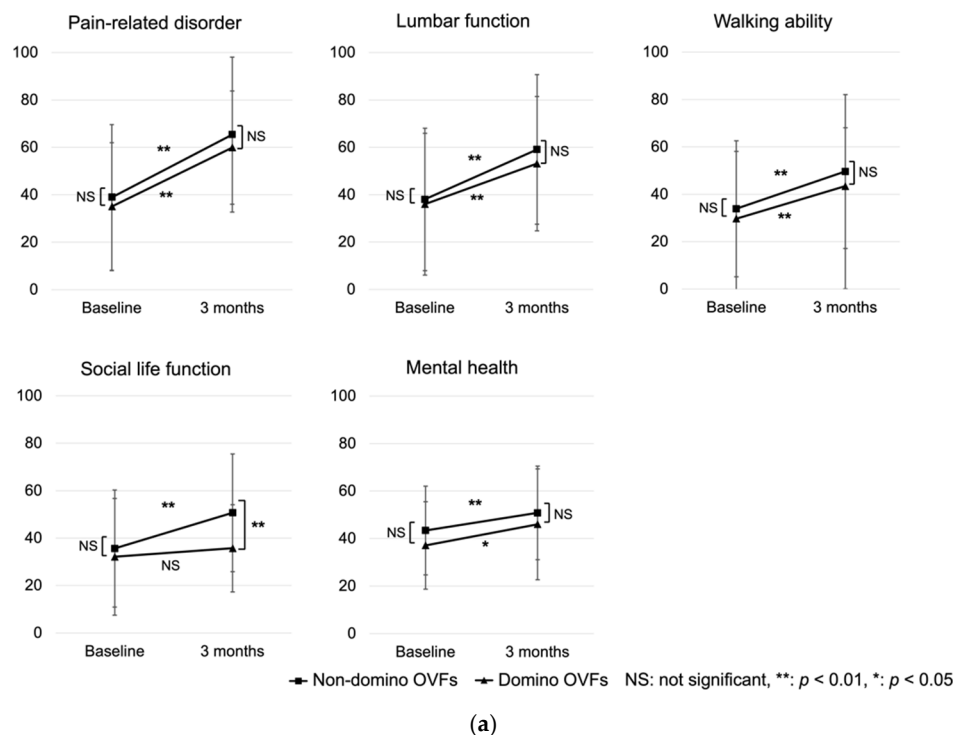 Pain-related disorder
100
80
60
40
20
0
**
**
NS
NS
Baseline
3 months
Lumbar function
100
80
60
40
20
0
**
**
NS
NS
Baseline
3 months
Walking ability
100
80
60
40
20
0
**
**
NS
NS
Baseline
3 months
Social life function
100
80
60
40
20
0
**
NS
NS
**
Baseline
3 months
Mental health
100
80
60
40
20
0
**
*
NS
NS
Baseline
3 months
Non-domino OVFs Domino OVFs NS: not significant, **: p < 0.01, *: p < 0.05
(a)